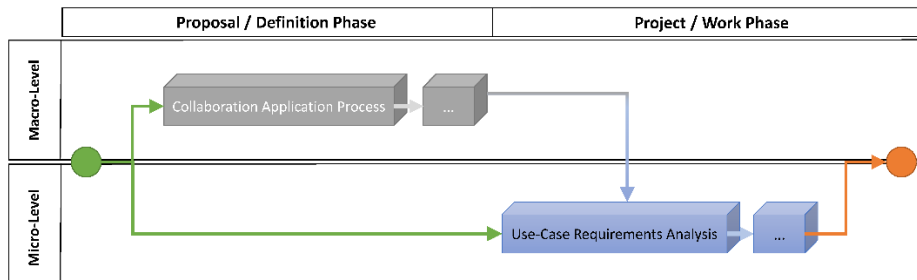 Proposal / Definition Phase
Project / Work Phase
Macro-Level
Collaboration Application Process
...
Micro-Level
Use-Case Requirements Analysis
...